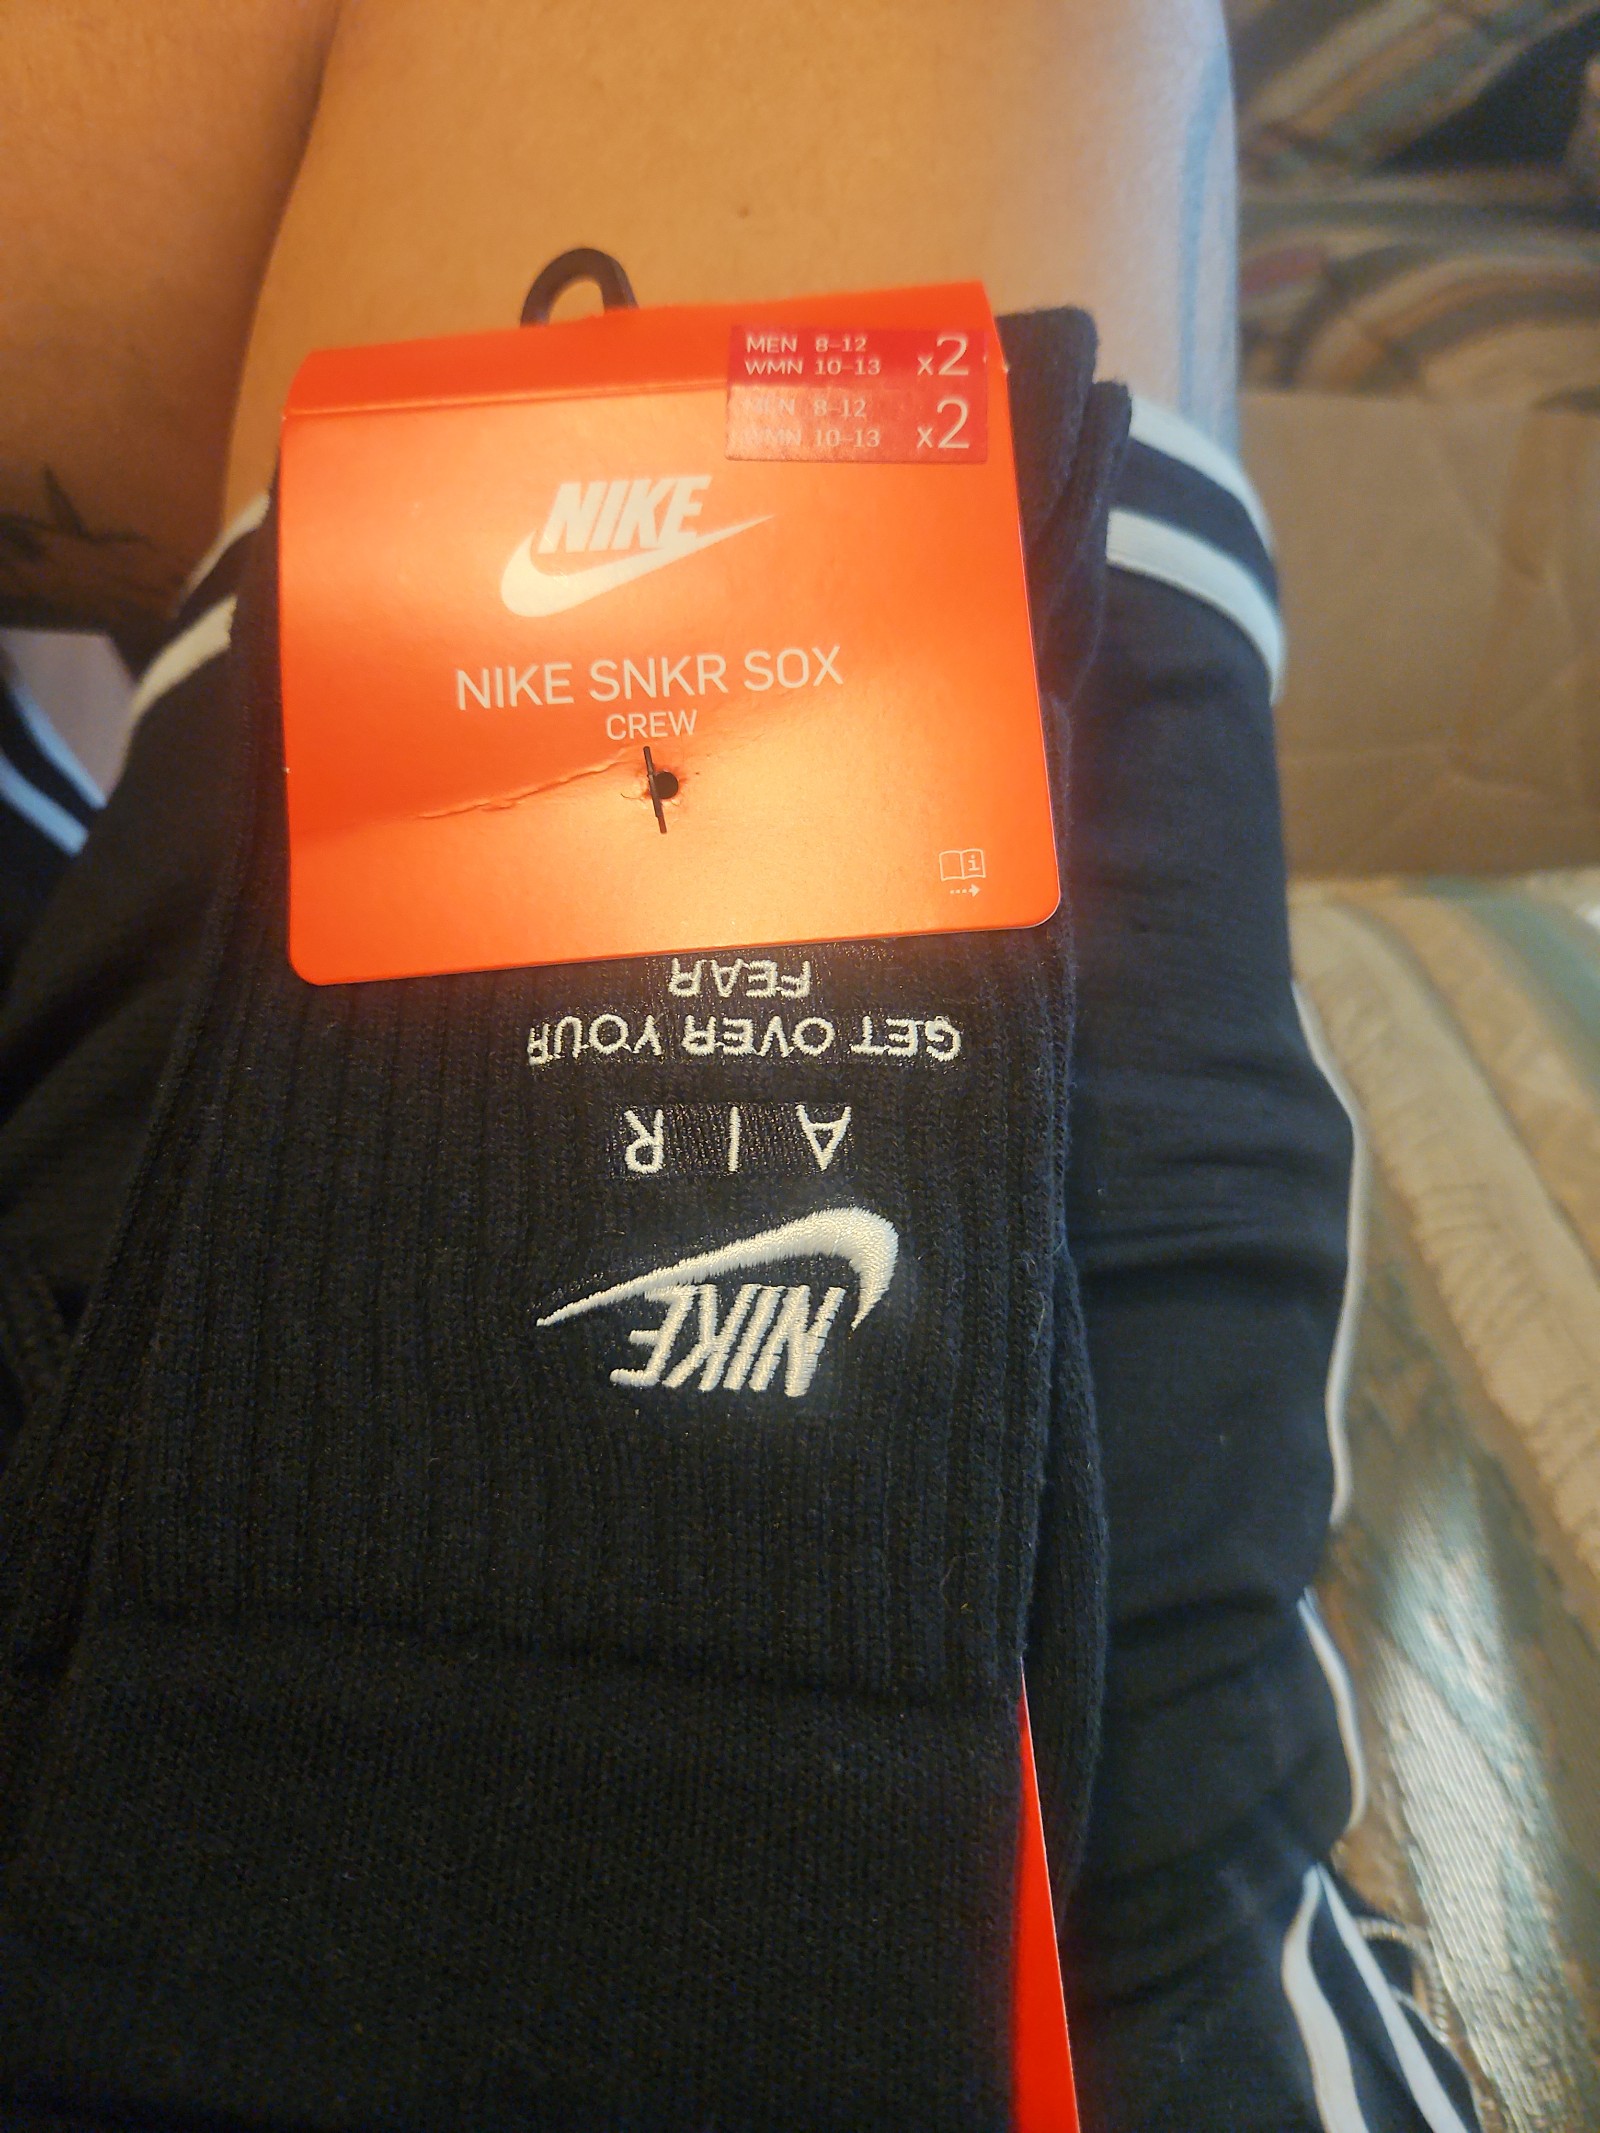 MEN 8-12 x2
WMN 10-13
MEN 8-12 x2
WMN 10-13
NIKE
NIKE SNKR SOX
CREW
i
NIKE
AIR
GET OVER YOUR
FEAR